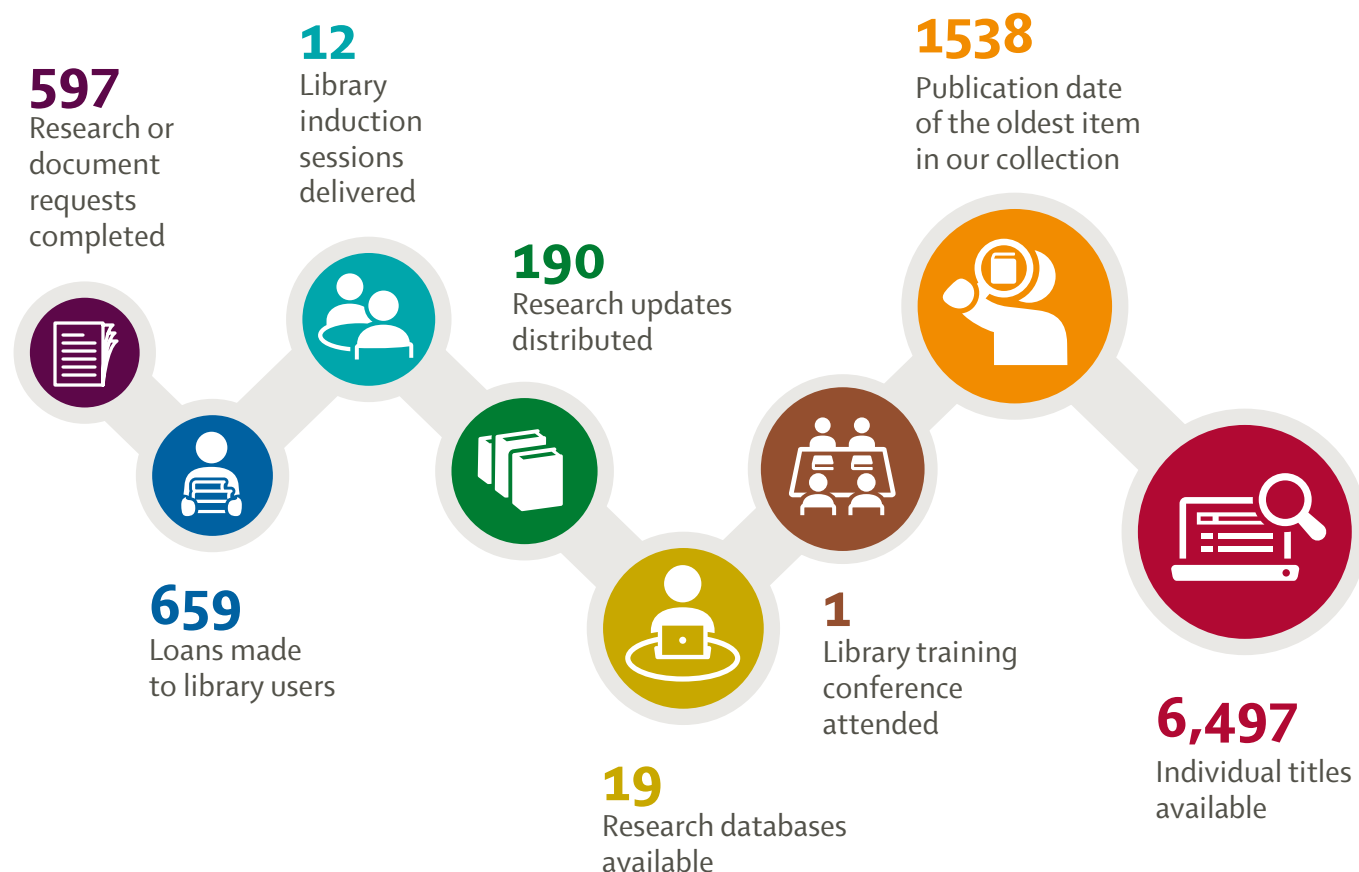 597
Research or
document
requests
completed
12
Library
induction
sessions
delivered
1538
Publication date
of the oldest item
in our collection
190
Research updates
distributed
659
Loans made
to library users
1
Library training
conference
attended
19
Research databases
available
6,497
Individual titles
available